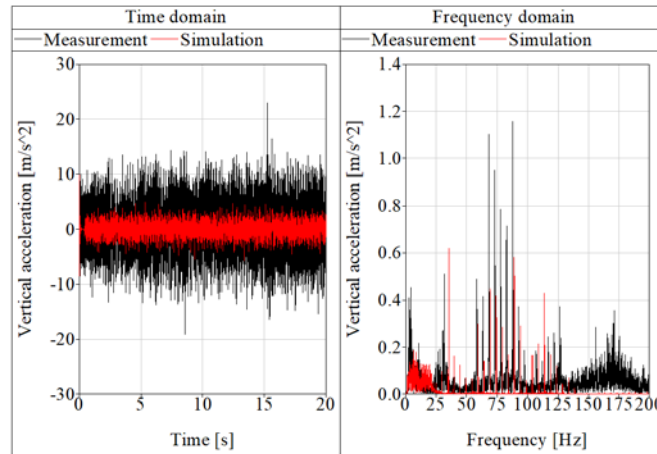 Time domain
Measurement Simulation
Vertical acceleration [m/s^2]
30
20
10
0
-10
-20
-30
0 5 10 15 20
Time [s]
Frequency domain
Measurement Simulation
Vertical acceleration [m/s^2]
1.4
1.2
1.0
0.8
0.6
0.4
0.2
0.0
0 25 50 75 100 125 150 175 200
Frequency [Hz]